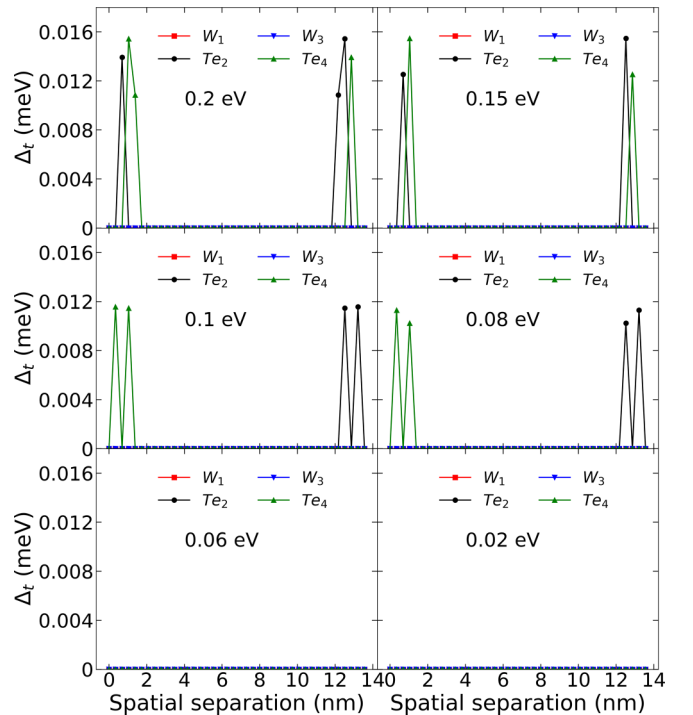 0.016
0.012
0.008
0.004
0
Δt (meV)
W1 W3
Te2 Te4
0.2 eV
W1 W3
Te2 Te4
0.15 eV
0.016
0.012
0.008
0.004
0
Δt (meV)
W1 W3
Te2 Te4
0.1 eV
W1 W3
Te2 Te4
0.08 eV
0.016
0.012
0.008
0.004
0
Δt (meV)
W1 W3
Te2 Te4
0.06 eV
W1 W3
Te2 Te4
0.02 eV
0 2 4 6 8 10 12 14 0 2 4 6 8 10 12 14
Spatial separation (nm) Spatial separation (nm)